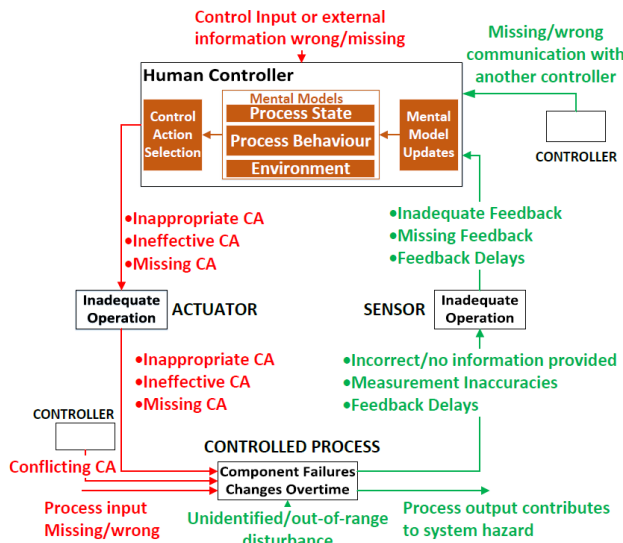 Control Input or external
information wrong/missing
Missing/wrong
communication with
another controller
Human Controller
Mental Models
Process State
Process Behaviour
Environment
Control
Action
Selection
Mental
Model
Updates
CONTROLLER
•Inappropriate CA
•Ineffective CA
•Missing CA
•Inadequate Feedback
•Missing Feedback
•Feedback Delays
Inadequate
Operation
ACTUATOR
SENSOR
Inadequate
Operation
•Inappropriate CA
•Ineffective CA
•Missing CA
•Incorrect/no information provided
•Measurement Inaccuracies
•Feedback Delays
CONTROLLER
Conflicting CA
CONTROLLED PROCESS
Component Failures
Changes Overtime
Process input
Missing/wrong
Unidentified/out-of-range
disturbance
Process output contributes
to system hazard